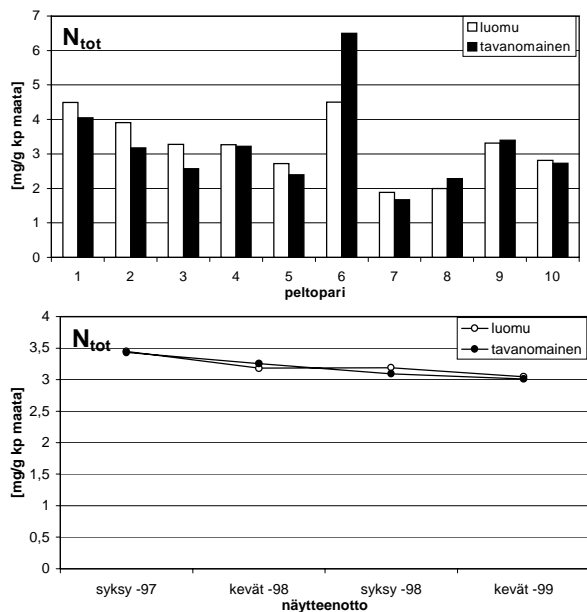 N_tot
luomu
tavanomainen
[mg/g kp maata]
7
6
5
4
3
2
1
0
1 2 3 4 5 6 7 8 9 10
peltopari
N_tot
luomu
tavanomainen
[mg/g kp maata]
4
3,5
3
2,5
2
1,5
1
0,5
0
syksy -97 kevät -98 syksy -98 kevät -99
näytteenotto